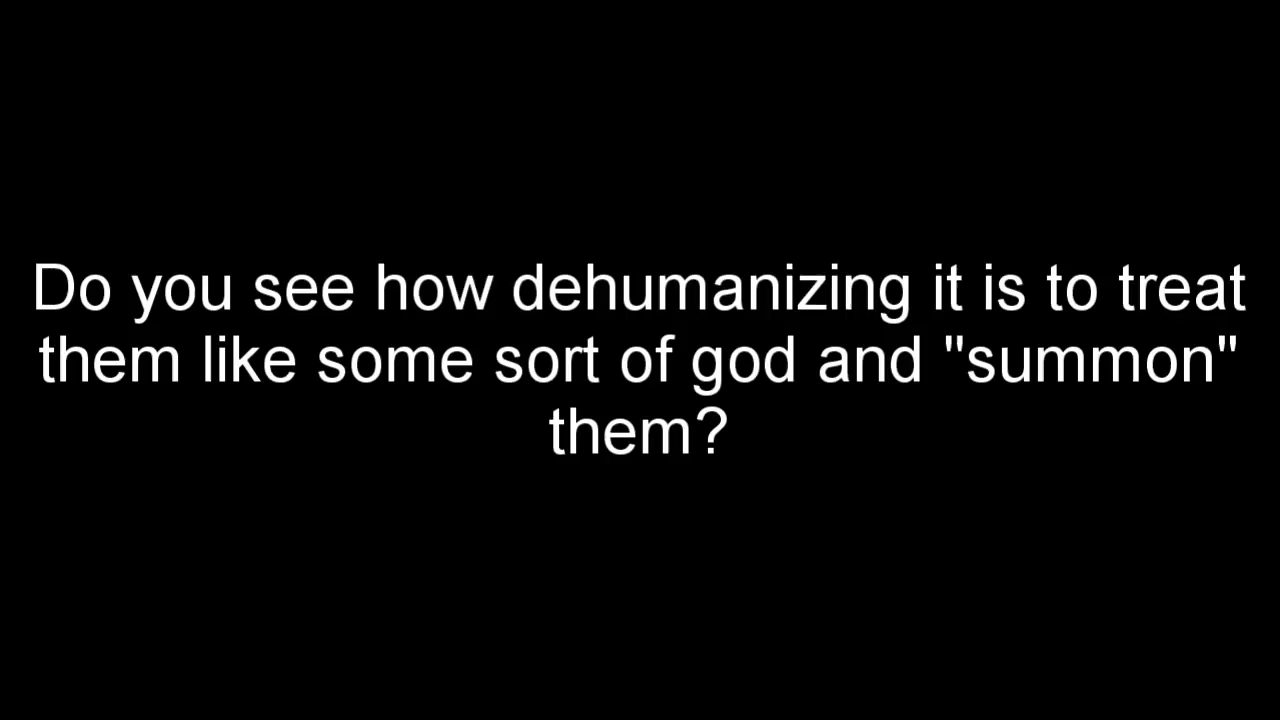 Do you see how dehumanizing it is to treat
them like some sort of god and "summon"
them?